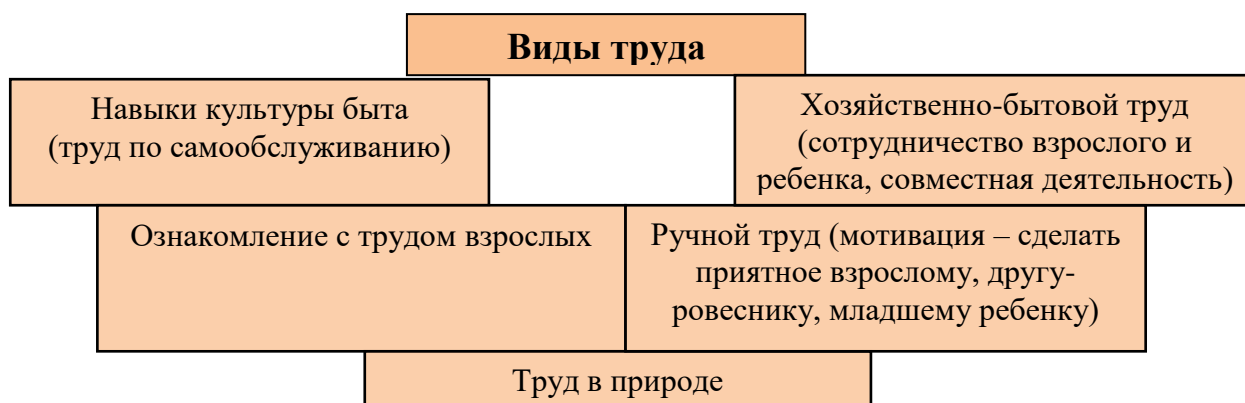 Виды труда
Навыки культуры быта
(труд по самообслуживанию)
Хозяйственно-бытовой труд
(сотрудничество взрослого и
ребенка, совместная деятельность)
Ознакомление с трудом взрослых
Ручной труд (мотивация – сделать
приятное взрослому, другу-
ровеснику, младшему ребенку)
Труд в природе